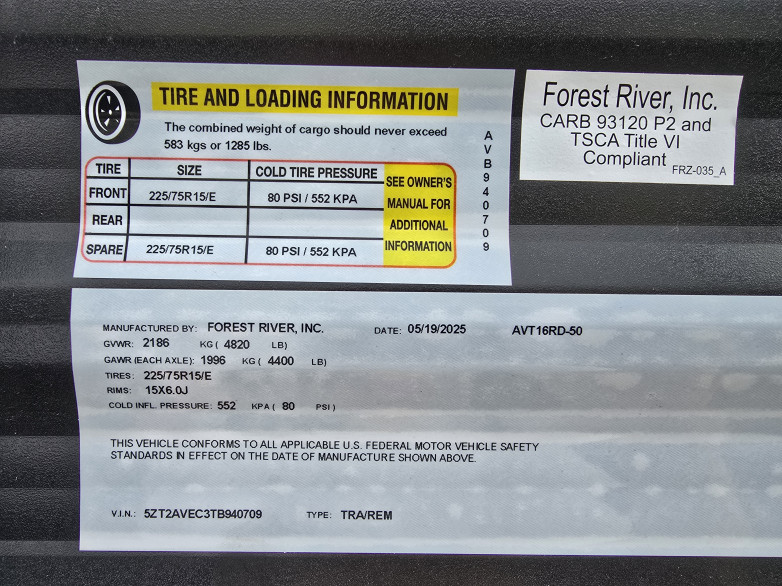 TIRE AND LOADING INFORMATION
The combined weight of cargo should never exceed
583 kgs or 1285 lbs.
TIRE SIZE COLD TIRE PRESSURE SEE OWNER'S MANUAL FOR ADDITIONAL INFORMATION
FRONT 225/75R15/E 80 PSI / 552 KPA
REAR
SPARE 225/75R15/E 80 PSI / 552 KPA
AVB940709
Forest River, Inc.
CARB 93120 P2 and
TSCA Title VI
Compliant
FRZ-035_A
MANUFACTURED BY: FOREST RIVER, INC. DATE: 05/19/2025 AVT16RD-50
GVWR: 2186 KG ( 4820 LB)
GAWR (EACH AXLE): 1996 KG ( 4400 LB)
TIRES: 225/75R15/E
RIMS: 15X6.0J
COLD INFL. PRESSURE: 552 KPA ( 80 PSI )
THIS VEHICLE CONFORMS TO ALL APPLICABLE U.S. FEDERAL MOTOR VEHICLE SAFETY
STANDARDS IN EFFECT ON THE DATE OF MANUFACTURE SHOWN ABOVE.
V.I.N.: 5ZT2AVEC3TB940709 TYPE: TRA/REM